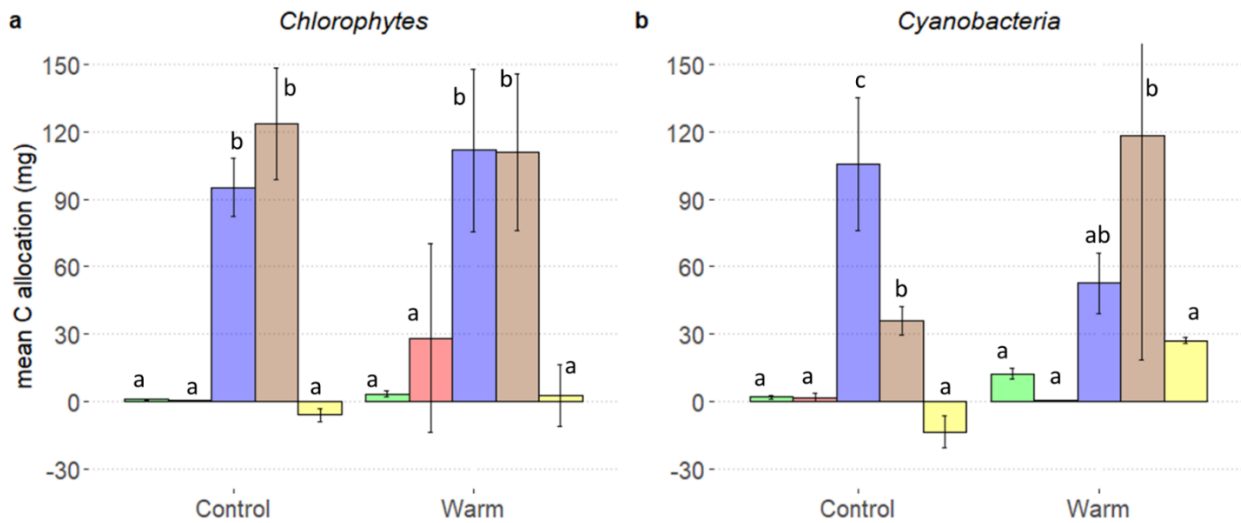 a
Chlorophytes
mean C allocation (mg)
150
120
90
60
30
0
-30
a
a
b
b
a
a
a
b
b
a
Control
Warm
b
Cyanobacteria
150
120
90
60
30
0
-30
a
a
c
b
a
a
a
ab
b
a
Control
Warm